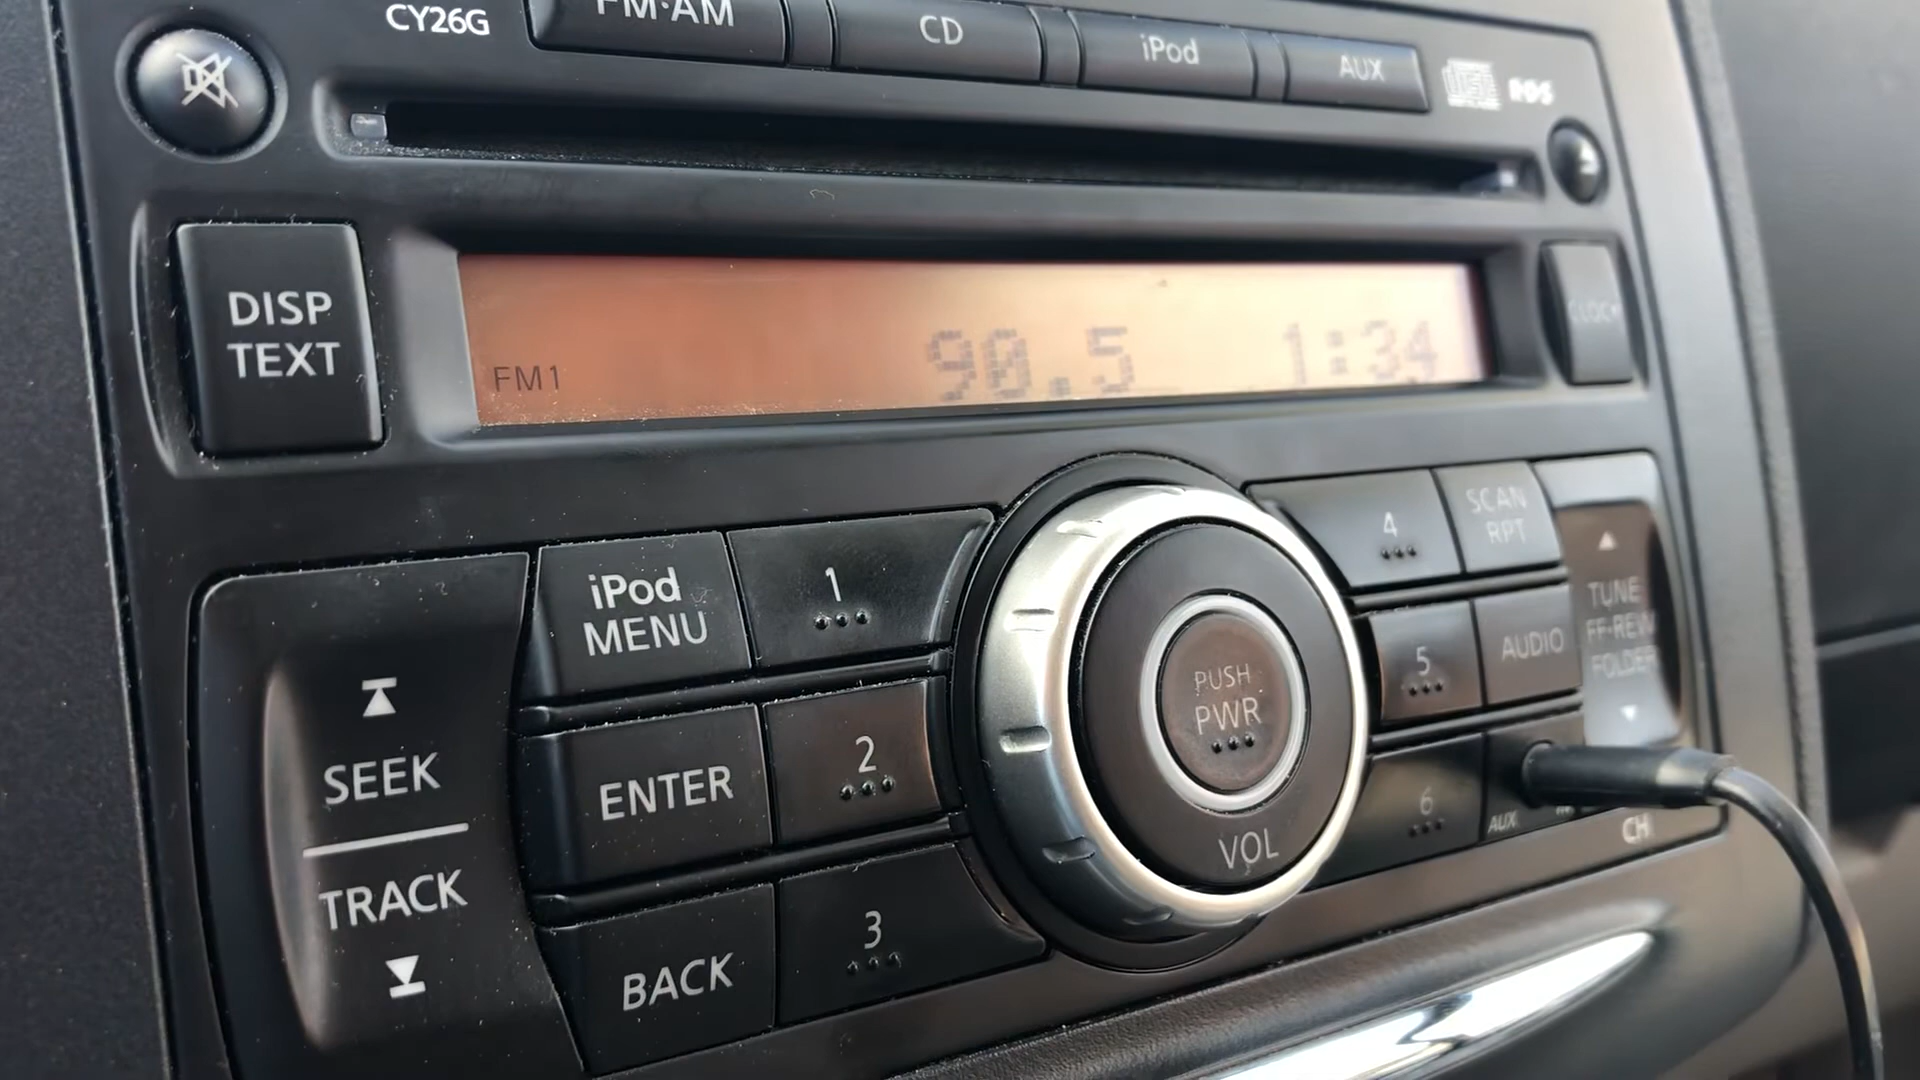 CY26G
FM·AM
CD
iPod
AUX
RDS
DISP
TEXT
FM1
90.5
1:34
CLOCK
iPod
MENU
1
4
SCAN
RPT
TUNE
FF·REW
FOLDER
SEEK
TRACK
ENTER
2
PUSH
PWR
VOL
5
AUDIO
6
AUX
CH
BACK
3